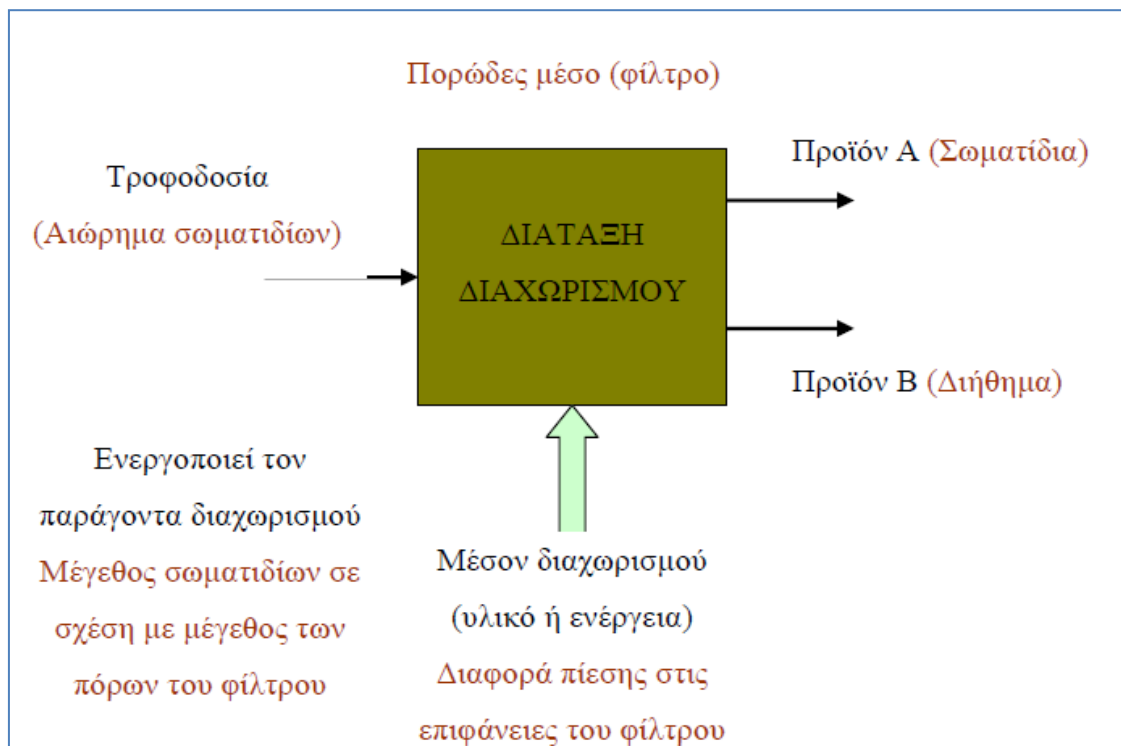 Πορώδες μέσο (φίλτρο)
Τροφοδοσία
(Αιώρημα σωματιδίων)
ΔΙΑΤΑΞΗ
ΔΙΑΧΩΡΙΣΜΟΥ
Προϊόν Α (Σωματίδια)
Προϊόν Β (Διήθημα)
Ενεργοποιεί τον
παράγοντα διαχωρισμού
Μέγεθος σωματιδίων σε
σχέση με μέγεθος των
πόρων του φίλτρου
Μέσον διαχωρισμού
(υλικό ή ενέργεια)
Διαφορά πίεσης στις
επιφάνειες του φίλτρου